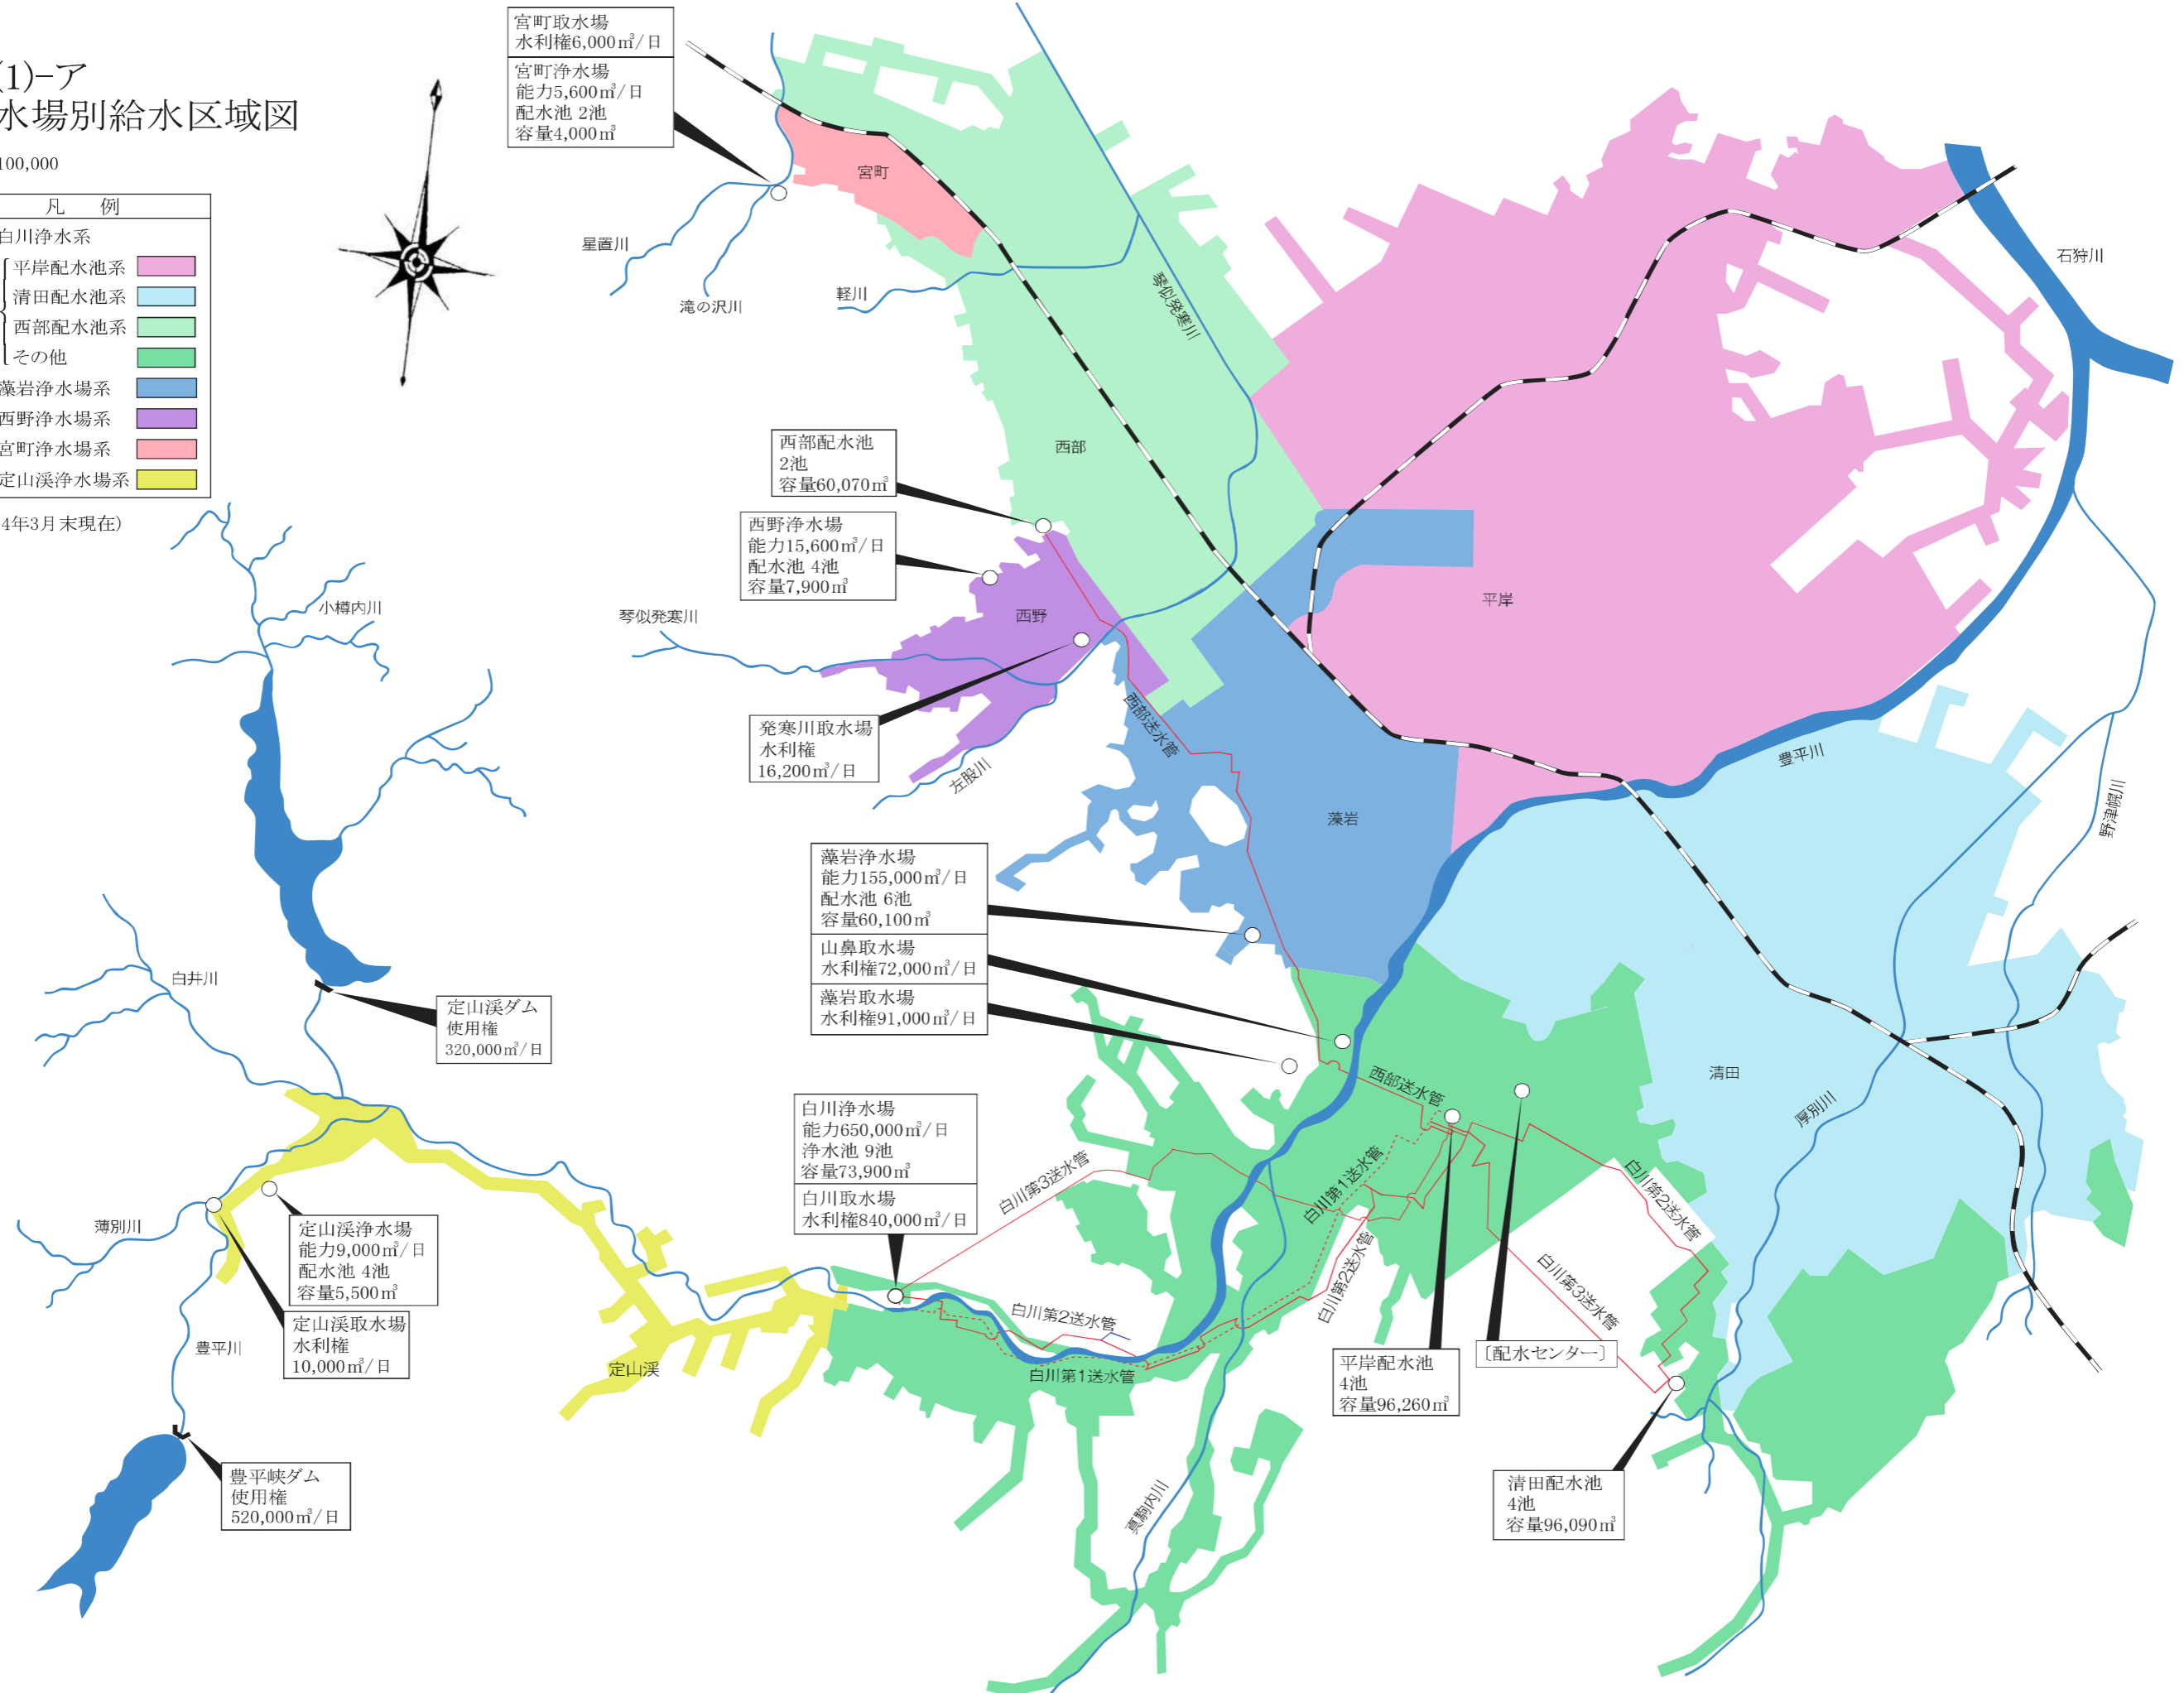 (1)-ア
水場別給水区域図
100,000
凡 例
白川浄水系
平岸配水池系
清田配水池系
西部配水池系
その他
藻岩浄水場系
西野浄水場系
宮町浄水場系
定山渓浄水場系
4年3月末現在)
宮町取水場
水利権6,000㎥/日
宮町浄水場
能力5,600㎥/日
配水池 2池
容量4,000㎥
宮町
星置川
滝の沢川
軽川
琴似発寒川
石狩川
西部配水池
2池
容量60,070㎥
西部
西野浄水場
能力15,600㎥/日
配水池 4池
容量7,900㎥
西野
平岸
小樽内川
琴似発寒川
発寒川取水場
水利権
16,200㎥/日
左股川
西部送水管
豊平川
野津幌川
藻岩
藻岩浄水場
能力155,000㎥/日
配水池 6池
容量60,100㎥
山鼻取水場
水利権72,000㎥/日
藻岩取水場
水利権91,000㎥/日
白井川
定山渓ダム
使用権
320,000㎥/日
西部送水管
清田
厚別川
白川浄水場
能力650,000㎥/日
浄水池 9池
容量73,900㎥
白川取水場
水利権840,000㎥/日
白川第3送水管
白川第1送水管
白川第2送水管
白川第2送水管
白川第3送水管
薄別川
定山渓浄水場
能力9,000㎥/日
配水池 4池
容量5,500㎥
定山渓取水場
水利権
10,000㎥/日
豊平川
定山渓
白川第2送水管
白川第1送水管
平岸配水池
4池
容量96,260㎥
〔配水センター〕
豊平峡ダム
使用権
520,000㎥/日
真駒内川
清田配水池
4池
容量96,090㎥